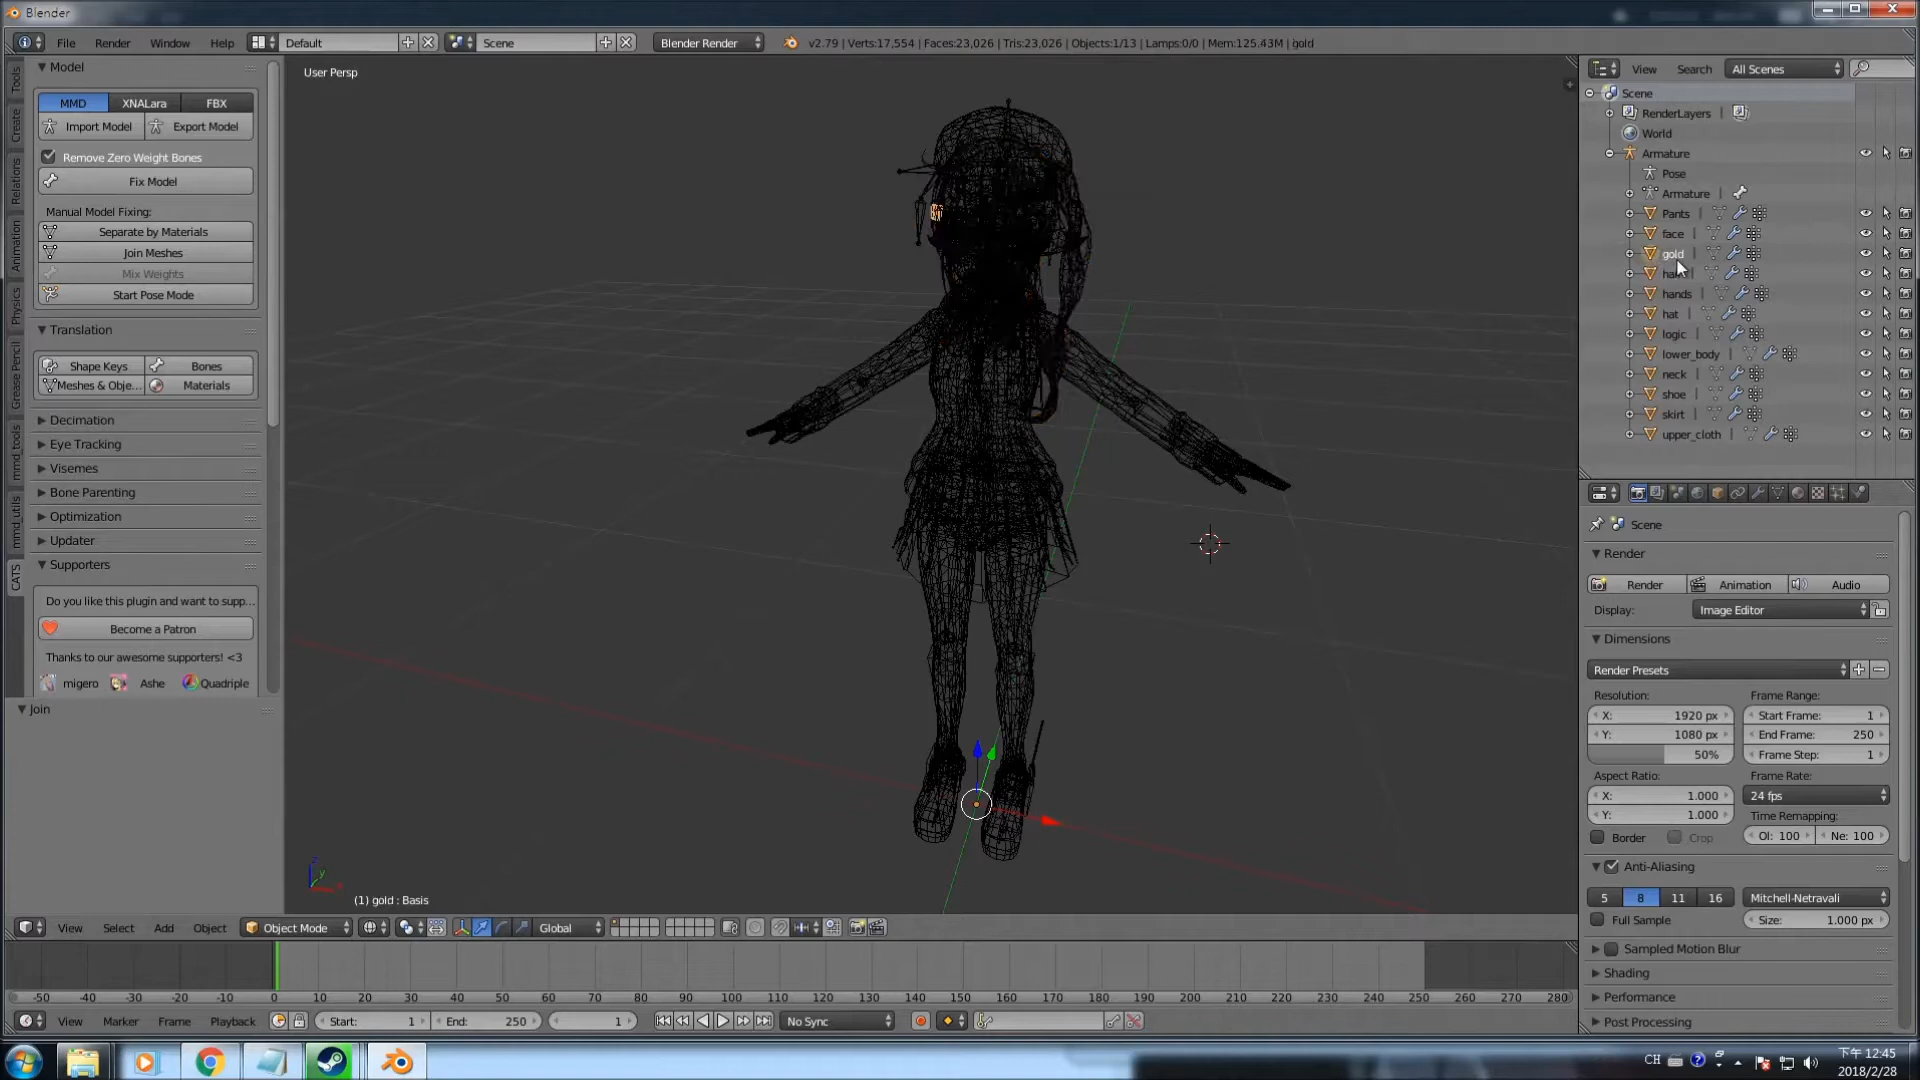 Blender
File Render Window Help Default Scene Blender Render v2.79 | Verts:17,554 | Faces:23,026 | Tris:23,026 | Objects:1/13 | Lamps:0/0 | Mem:125.43M | gold
Tools
Create
Relations
Animation
Physics
Grease Pencil
mmd_tools
mmd_utils
CATS
Model
MMD XNALara FBX
Import Model Export Model
Remove Zero Weight Bones
Fix Model
Manual Model Fixing:
Separate by Materials
Join Meshes
Mix Weights
Start Pose Mode
Translation
Shape Keys Bones
Meshes & Obje... Materials
Decimation
Eye Tracking
Visemes
Bone Parenting
Optimization
Updater
Supporters
Do you like this plugin and want to supp...
Become a Patron
Thanks to our awesome supporters! <3
migero Ashe Quadriple
Join
User Persp
(1) gold : Basis
View Select Add Object Object Mode Global
-50 -40 -30 -20 -10 0 10 20 30 40 50 60 70 80 90 100 110 120 130 140 150 160 170 180 190 200 210 220 230 240 250 260 270 280
View Marker Frame Playback Start: 1 End: 250 1 No Sync
View Search All Scenes
Scene
RenderLayers |
World
Armature
Pose
Armature |
Pants |
face |
gold |
hands |
hat |
logic |
lower_body |
neck |
shoe |
skirt |
upper_cloth |
Scene
Render
Render Animation Audio
Display: Image Editor
Dimensions
Render Presets
Resolution: Frame Range:
X: 1920 px Start Frame: 1
Y: 1080 px End Frame: 250
50% Frame Step: 1
Aspect Ratio: Frame Rate:
X: 1.000 24 fps
Y: 1.000 Time Remapping:
Border Crop Ol: 100 Ne: 100
Anti-Aliasing
5 8 11 16 Mitchell-Netravali
Full Sample Size: 1.000 px
Sampled Motion Blur
Shading
Performance
Post Processing
CH 下午 12:45
2018/2/28